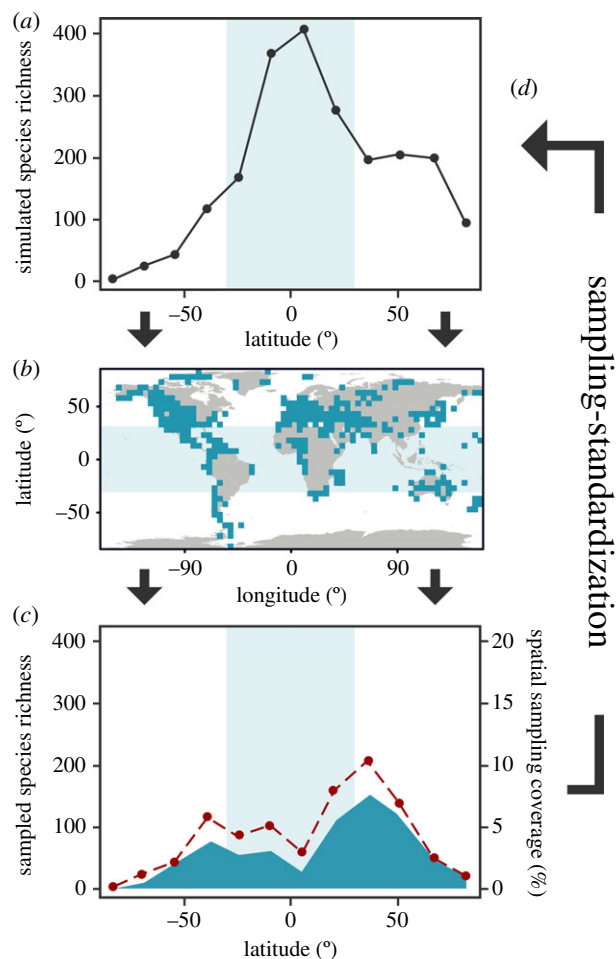 (a)
400
300
200
100
0
simulated species richness
–50 0 50
latitude (º)
(d)
sampling-standardization
(b)
50
0
–50
latitude (º)
–90 0 90
longitude (º)
(c)
400
300
200
100
0
sampled species richness
20
15
10
5
0
spatial sampling coverage (%)
–50 0 50
latitude (º)